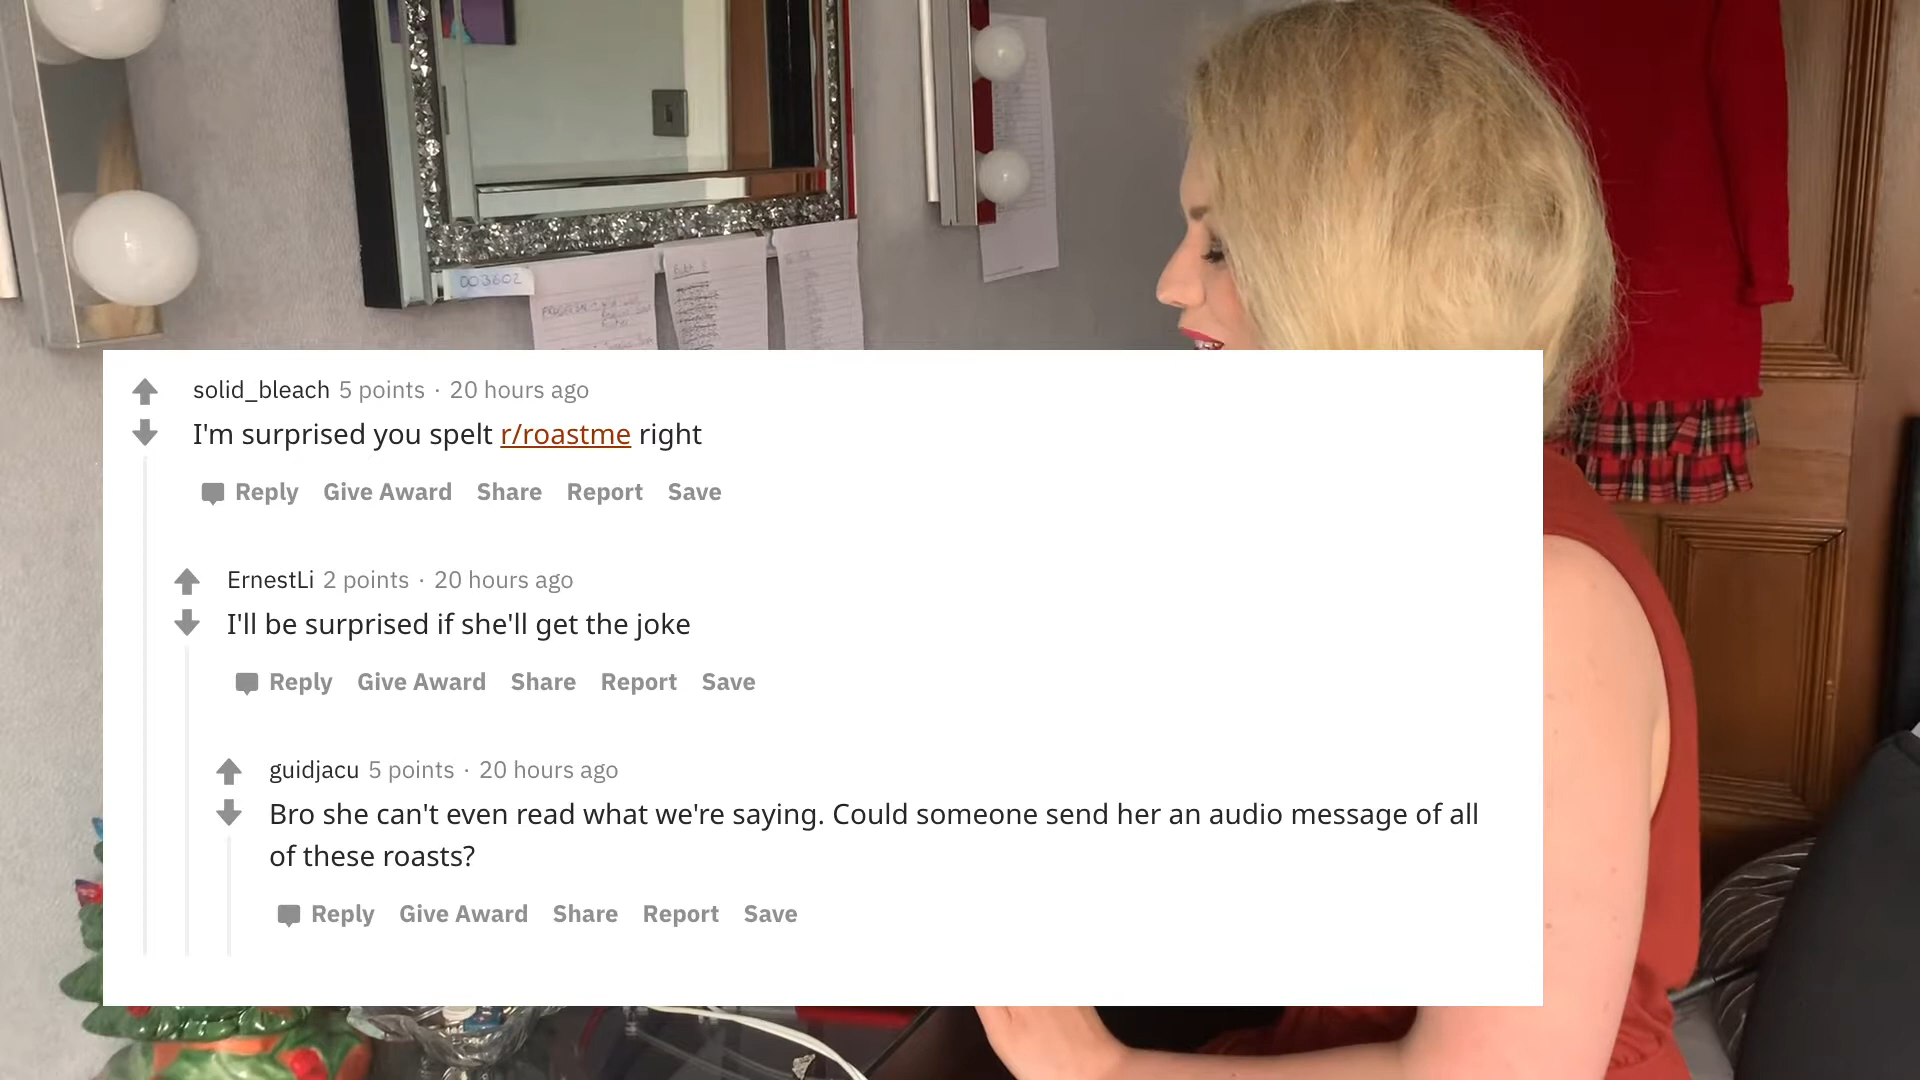 003602
solid_bleach 5 points · 20 hours ago
I'm surprised you spelt r/roastme right
Reply Give Award Share Report Save
ErnestLi 2 points · 20 hours ago
I'll be surprised if she'll get the joke
Reply Give Award Share Report Save
guidjacu 5 points · 20 hours ago
Bro she can't even read what we're saying. Could someone send her an audio message of all
of these roasts?
Reply Give Award Share Report Save